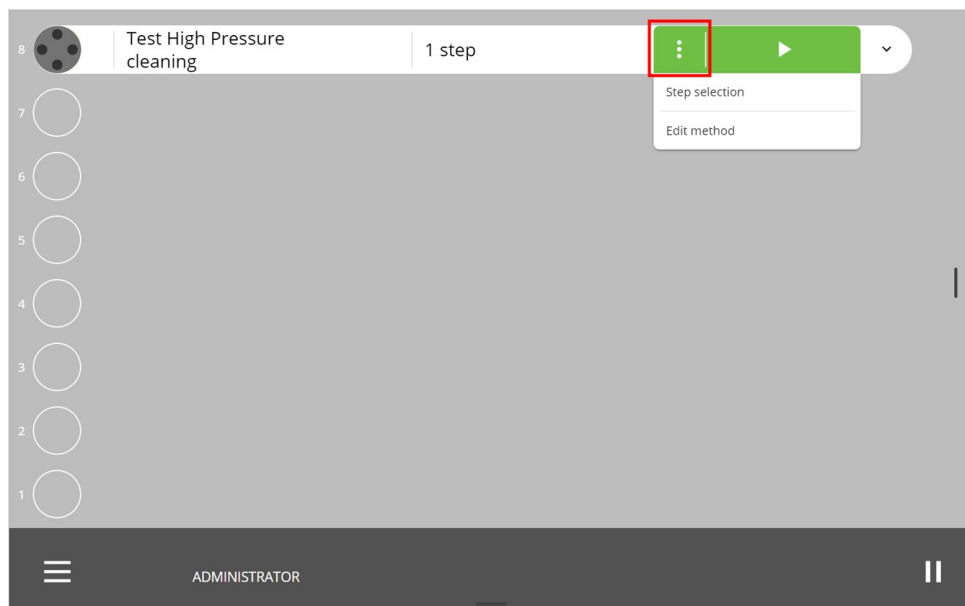 8
Test High Pressure
cleaning
1 step
Step selection
Edit method
7
6
5
4
3
2
1
ADMINISTRATOR